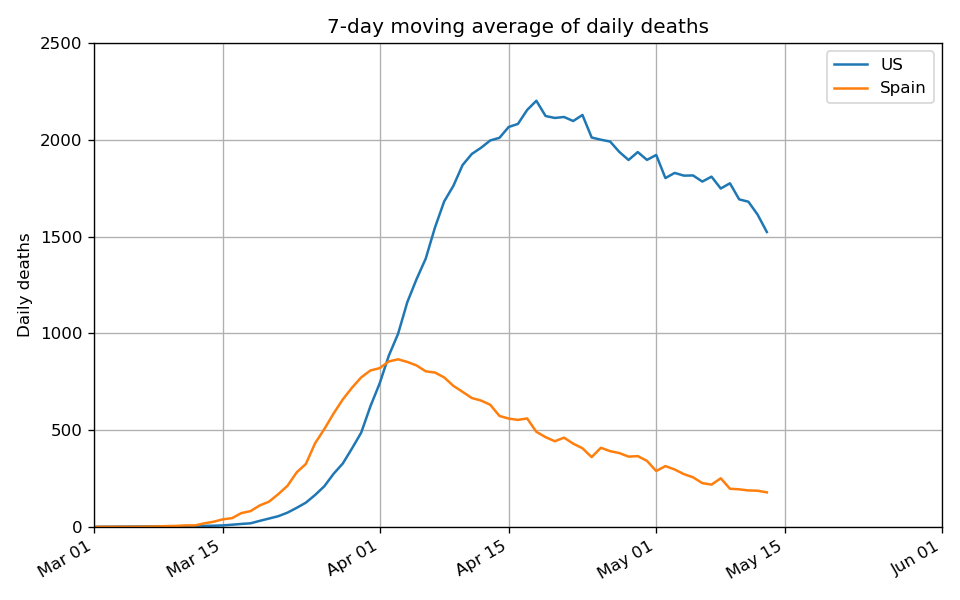 7-day moving average of daily deaths
2500
US
Spain
2000
1500
Daily deaths
1000
500
0
Mar 01
Mar 15
Apr 01
Apr 15
May 01
May 15
Jun 01